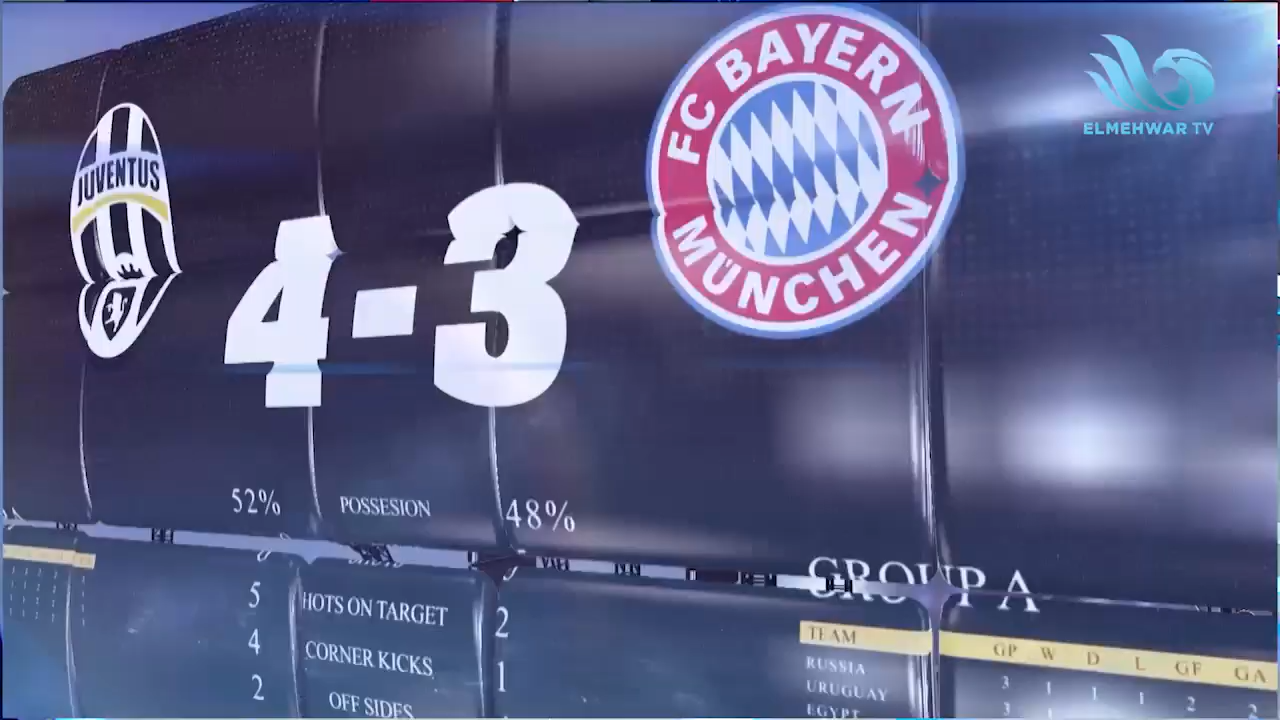 FC BAYERN
MÜNCHEN
ELMEHWAR TV
JUVENTUS
4-3
52% POSSESION 48%
GROUP A
5 HOTS ON TARGET 2
4 CORNER KICKS 1
2 OFF SIDES
TEAM GP W D L GF GA
RUSSIA 3 1 1 1 2 2
URUGUAY 3 1
EGYPT